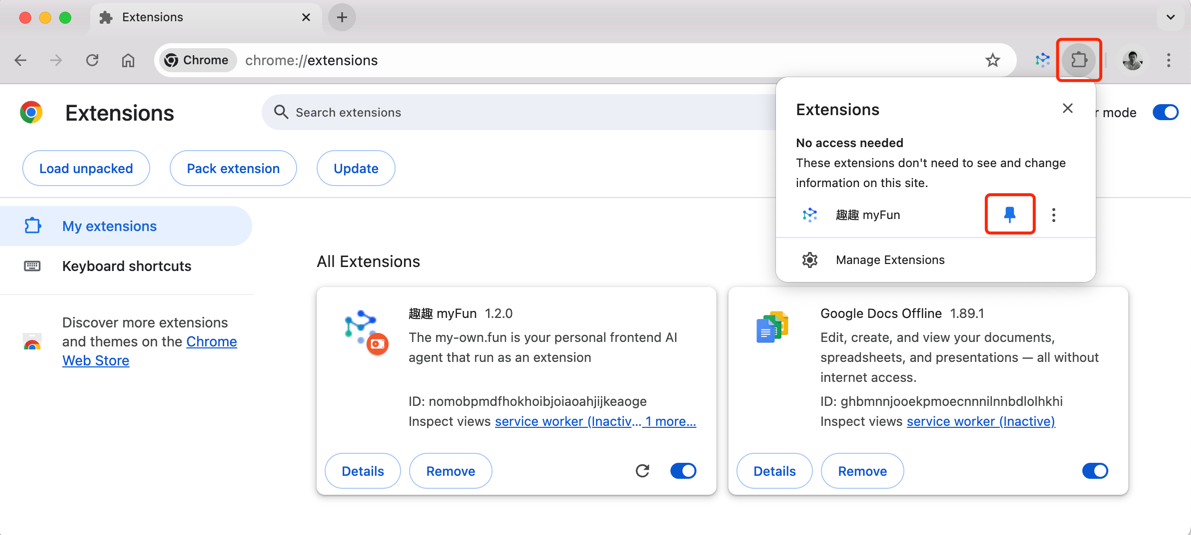 Extensions
Chrome
chrome://extensions
Extensions
Search extensions
r mode
Load unpacked
Pack extension
Update
Extensions
No access needed
These extensions don't need to see and change
information on this site.
趣趣 myFun
Manage Extensions
My extensions
Keyboard shortcuts
Discover more extensions
and themes on the Chrome
Web Store
All Extensions
趣趣 myFun 1.2.0
The my-own.fun is your personal frontend AI
agent that run as an extension
ID: nomobpmdfhokhoibjoiaoahjijkeaoge
Inspect views service worker (Inactiv... 1 more...
Details
Remove
Google Docs Offline 1.89.1
Edit, create, and view your documents,
spreadsheets, and presentations — all without
internet access.
ID: ghbmnnjooekpmoecnnnilnnbdlolhkhi
Inspect views service worker (Inactive)
Details
Remove